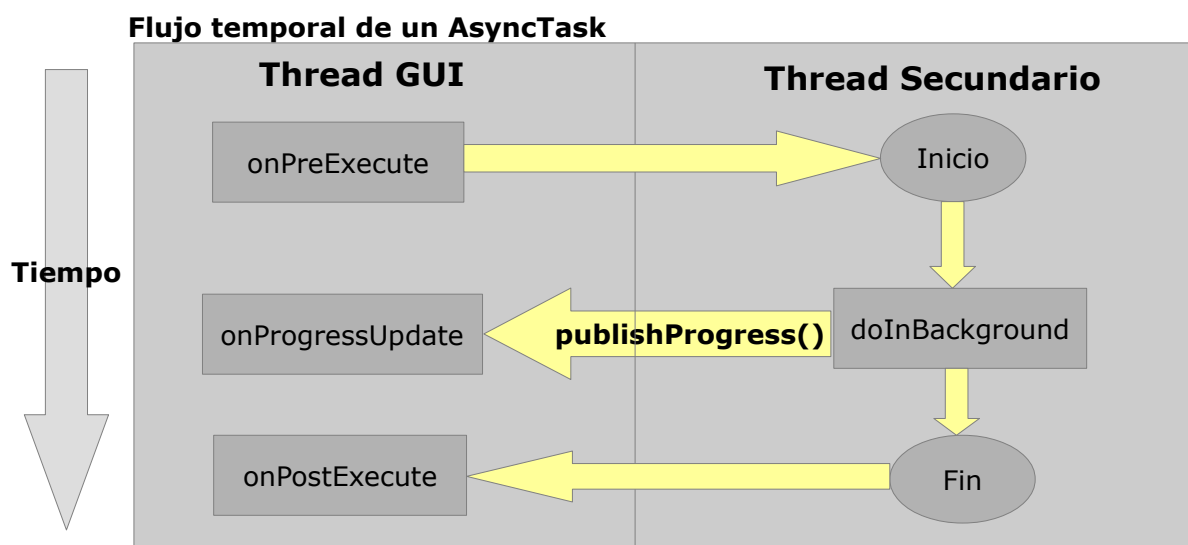 Flujo temporal de un AsyncTask
Thread GUI
Thread Secundario
onPreExecute
Inicio
Tiempo
onProgressUpdate
publishProgress()
doInBackground
onPostExecute
Fin